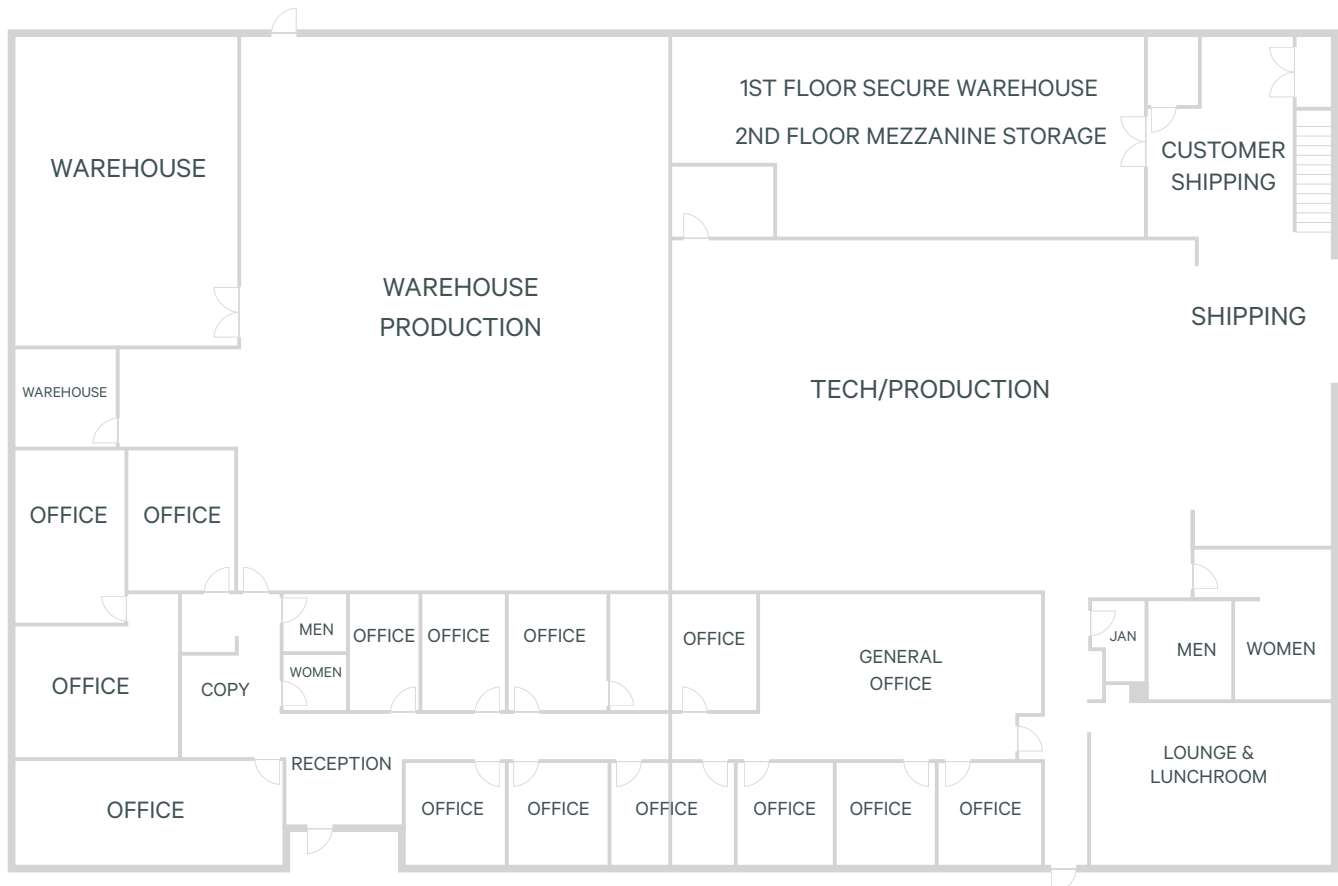 1ST FLOOR SECURE WAREHOUSE
2ND FLOOR MEZZANINE STORAGE
CUSTOMER
SHIPPING
WAREHOUSE
WAREHOUSE
PRODUCTION
SHIPPING
TECH/PRODUCTION
WAREHOUSE
OFFICE
OFFICE
MEN
OFFICE
OFFICE
OFFICE
OFFICE
JAN
MEN
WOMEN
GENERAL
OFFICE
WOMEN
OFFICE
COPY
RECEPTION
LOUNGE &
LUNCHROOM
OFFICE
OFFICE
OFFICE
OFFICE
OFFICE
OFFICE
OFFICE